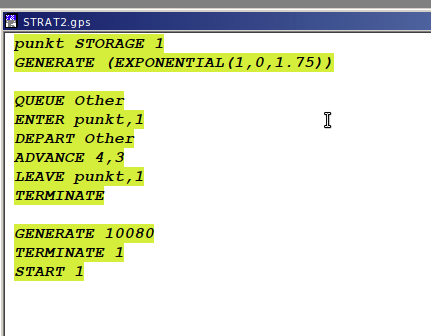 STRAT2.gps
punkt STORAGE 1
GENERATE (EXPONENTIAL(1,0,1.75))
QUEUE Other
ENTER punkt,1
DEPART Other
ADVANCE 4,3
LEAVE punkt,1
TERMINATE
GENERATE 10080
TERMINATE 1
START 1